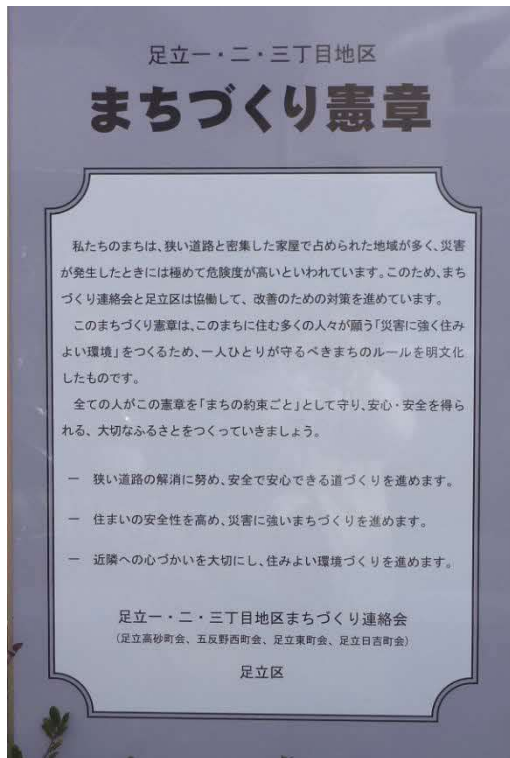 足立一・二・三丁目地区
まちづくり憲章
私たちのまちは、狭い道路と密集した家屋で占められた地域が多く、災害
が発生したときには極めて危険度が高いといわれています。このため、まち
づくり連絡会と足立区は協働して、改善のための対策を進めています。
このまちづくり憲章は、このまちに住む多くの人々が願う「災害に強く住み
よい環境」をつくるため、一人ひとりが守るべきまちのルールを明文化
したものです。
全ての人がこの憲章を「まちの約束ごと」として守り、安心・安全を得ら
れる、大切なふるさとをつくっていきましょう。
一 狭い道路の解消に努め、安全で安心できる道づくりを進めます。
一 住まいの安全性を高め、災害に強いまちづくりを進めます。
一 近隣への心づかいを大切にし、住みよい環境づくりを進めます。
足立一・二・三丁目地区まちづくり連絡会
(足立高砂町会、五反野西町会、足立東町会、足立日吉町会)
足立区